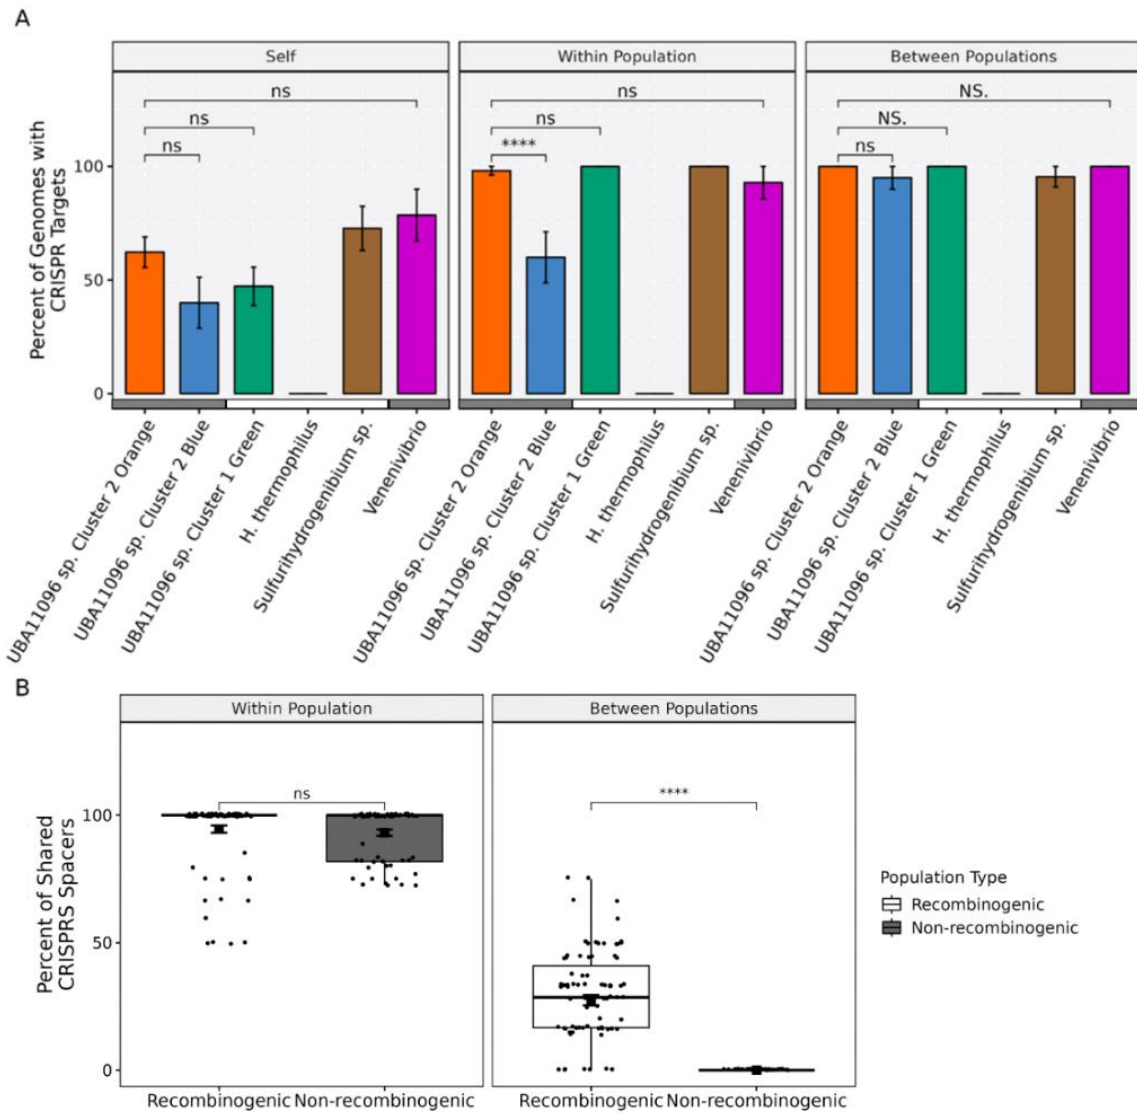 A
Self
Within Population
Between Populations
Percent of Genomes with
CRISPR Targets
100
50
0
ns
ns
ns
ns
ns
****
NS.
NS.
ns
UBA11096 sp. Cluster 2 Orange
UBA11096 sp. Cluster 2 Blue
UBA11096 sp. Cluster 1 Green
H. thermophilus
Sulfurihydrogenibium sp.
Venenivibrio
UBA11096 sp. Cluster 2 Orange
UBA11096 sp. Cluster 2 Blue
UBA11096 sp. Cluster 1 Green
H. thermophilus
Sulfurihydrogenibium sp.
Venenivibrio
UBA11096 sp. Cluster 2 Orange
UBA11096 sp. Cluster 2 Blue
UBA11096 sp. Cluster 1 Green
H. thermophilus
Sulfurihydrogenibium sp.
Venenivibrio
B
Within Population
Between Populations
Percent of Shared
CRISPRS Spacers
100
50
0
ns
****
Recombinogenic
Non-recombinogenic
Recombinogenic
Non-recombinogenic
Population Type
Recombinogenic
Non-recombinogenic